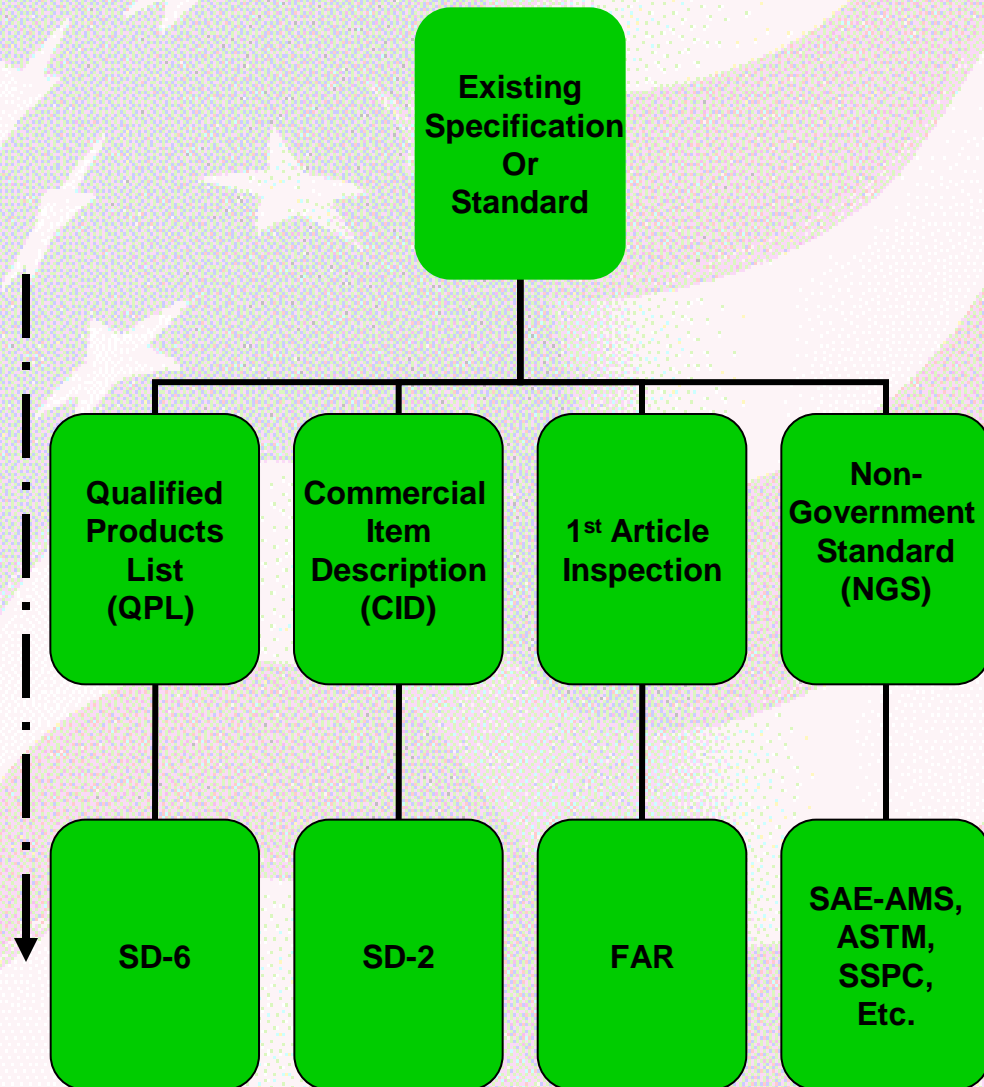 Existing
Specification
Or
Standard
Qualified
Products
List
(QPL)
Commercial
Item
Description
(CID)
1st Article
Inspection
Non-
Government
Standard
(NGS)
SD-6
SD-2
FAR
SAE-AMS,
ASTM,
SSPC,
Etc.